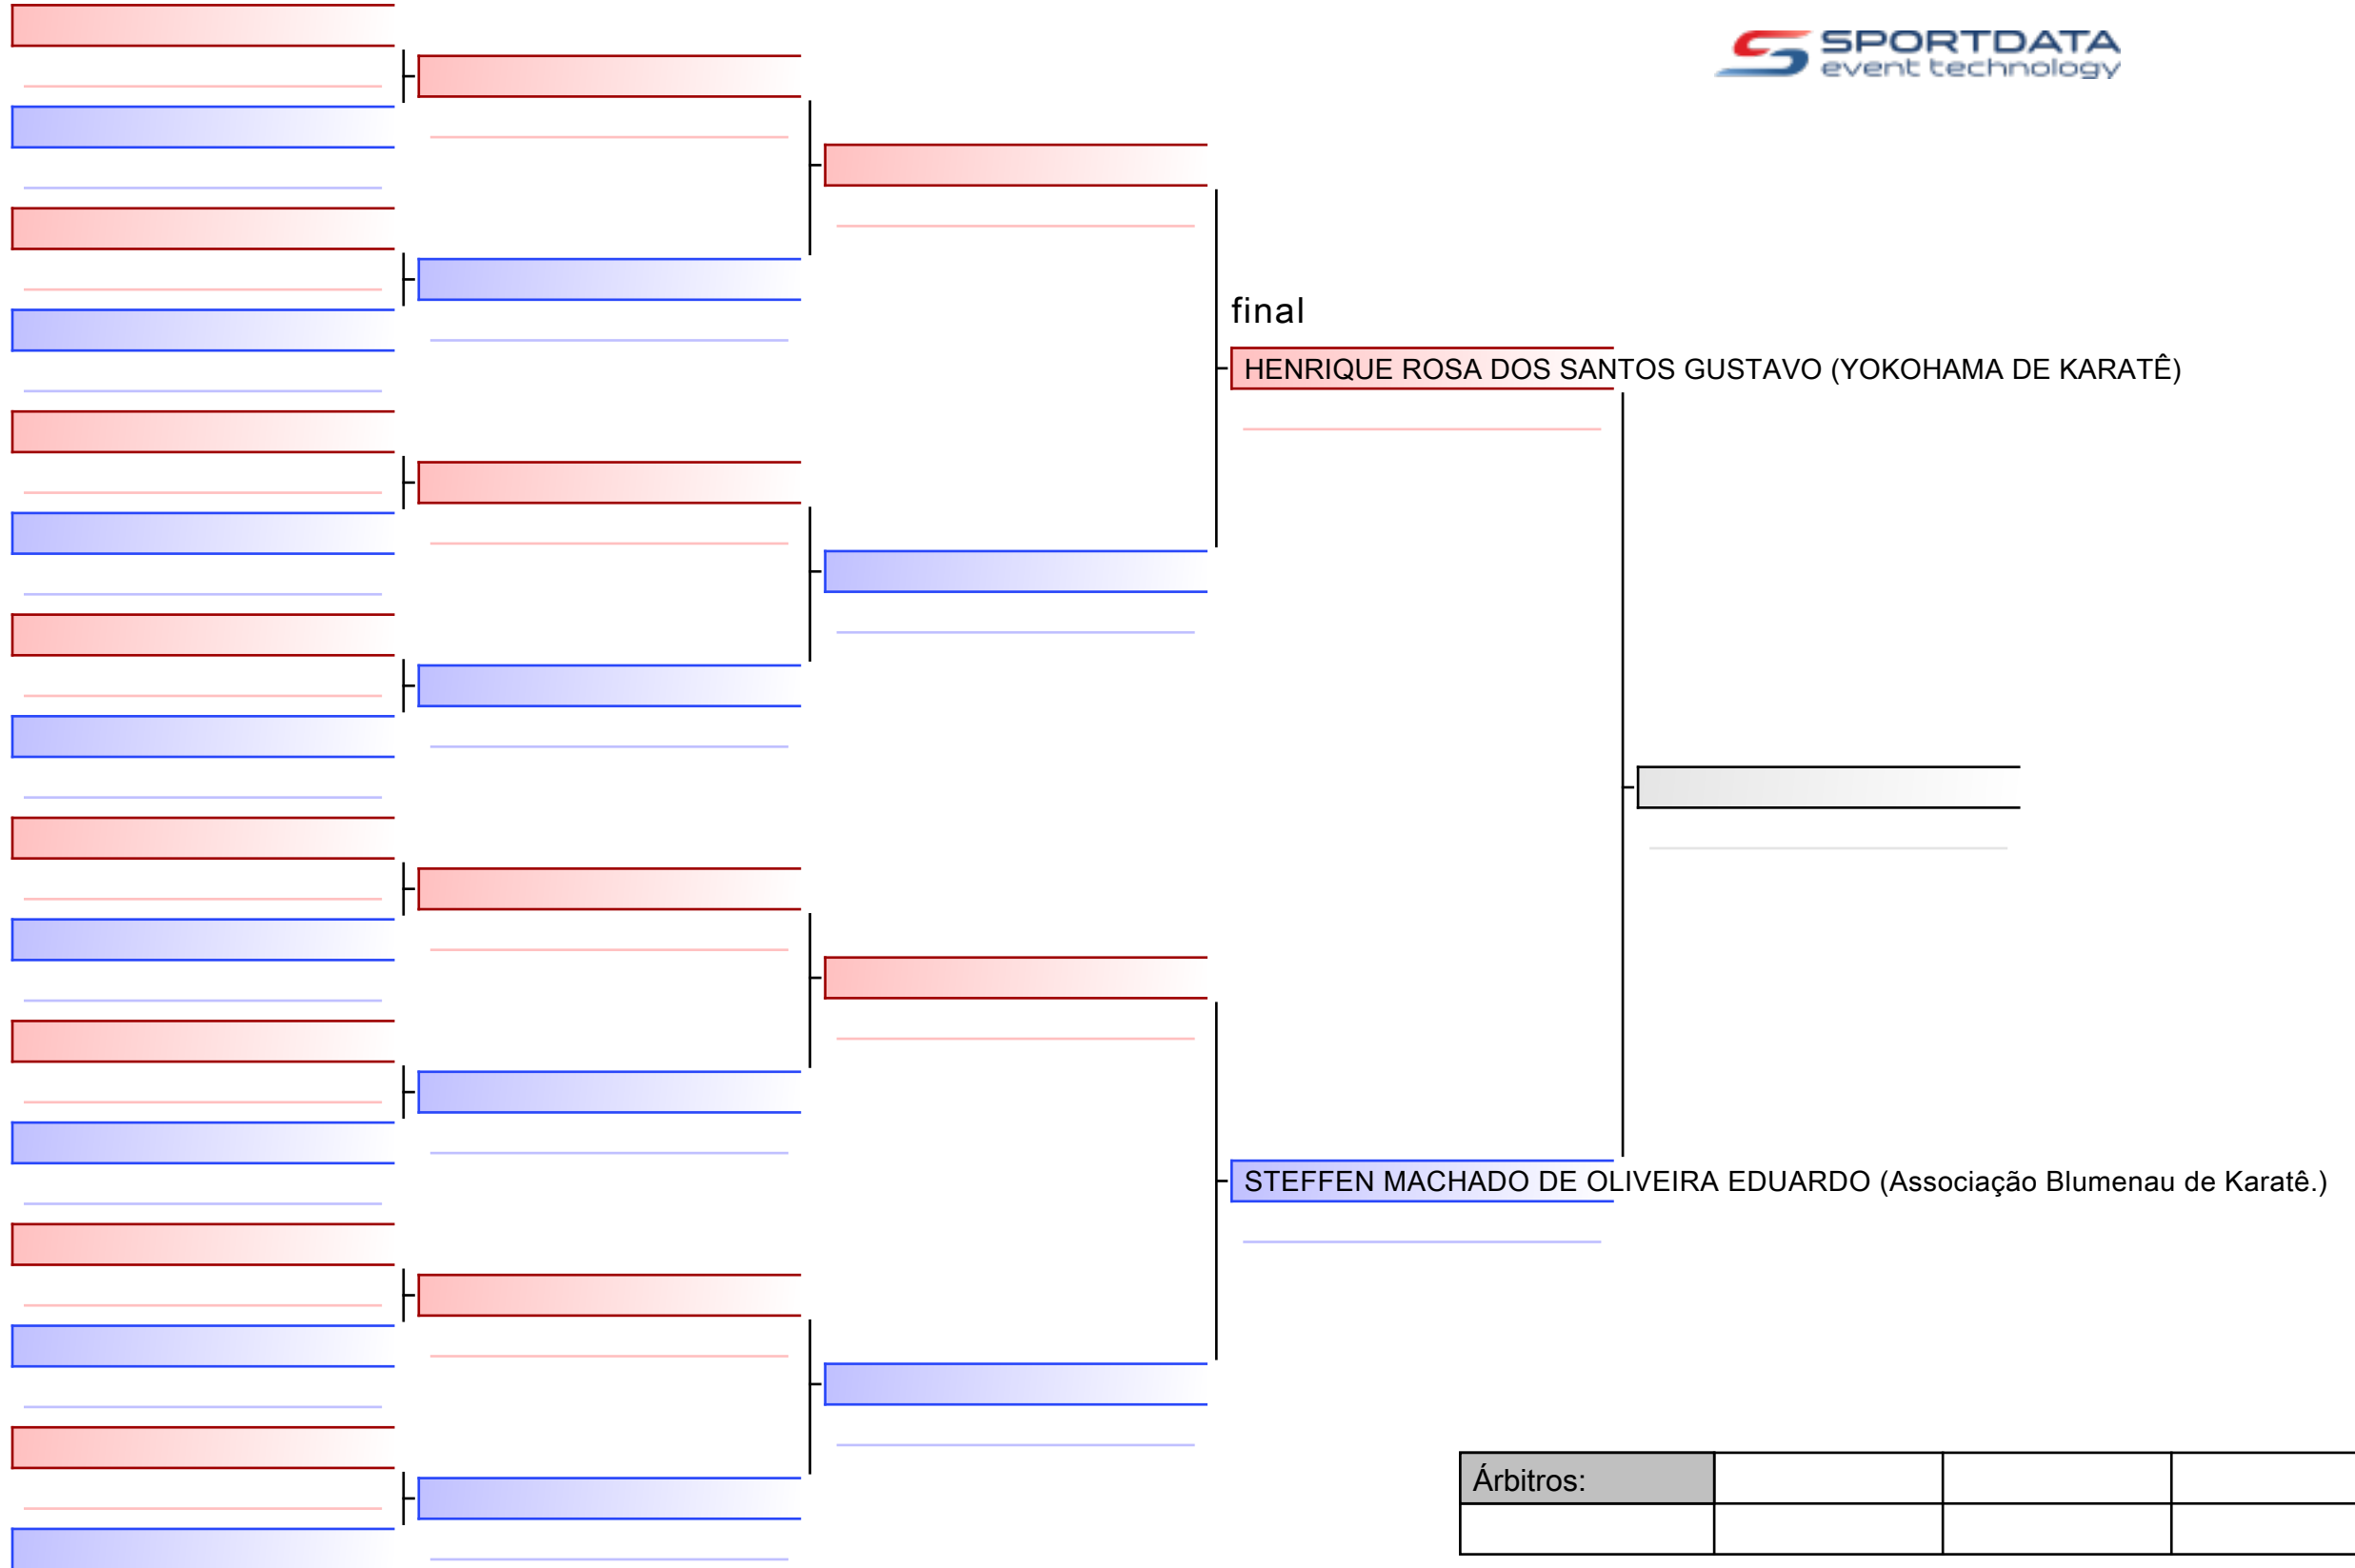 SPORTDATA
event technology
final
HENRIQUE ROSA DOS SANTOS GUSTAVO (YOKOHAMA DE KARATÊ)
STEFFEN MACHADO DE OLIVEIRA EDUARDO (Associação Blumenau de Karatê.)
Árbitros: